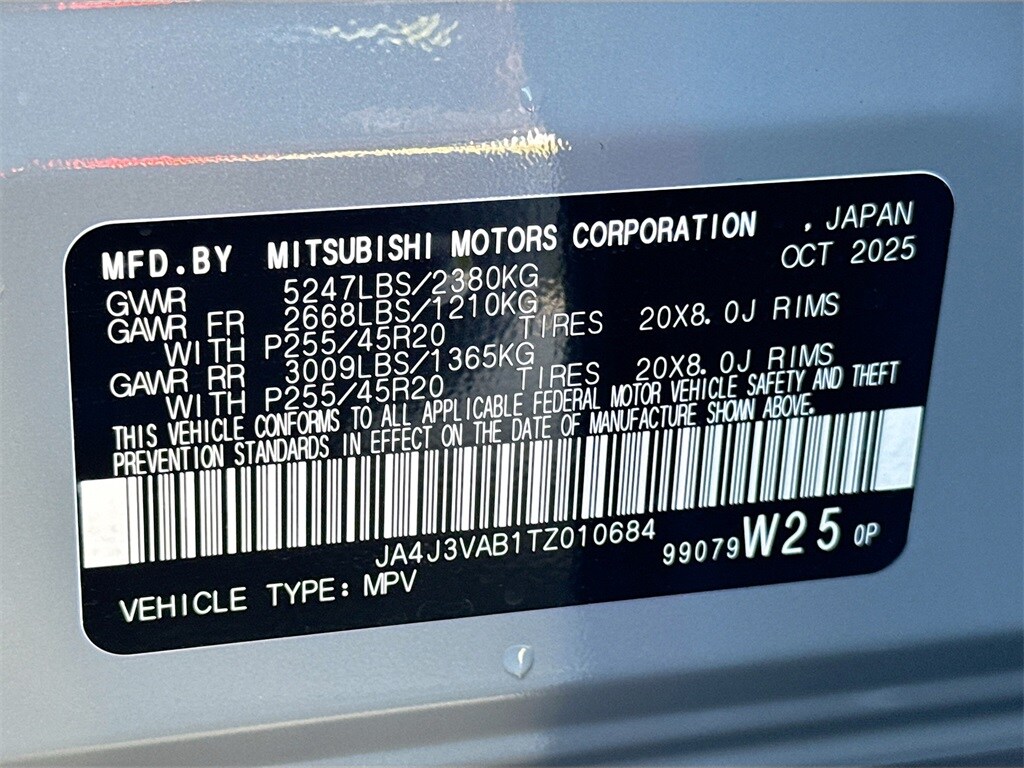 MFD.BY MITSUBISHI MOTORS CORPORATION , JAPAN
GVWR 5247LBS/2380KG OCT 2025
GAWR FR 2668LBS/1210KG
WITH P255/45R20 TIRES 20X8.0J RIMS
GAWR RR 3009LBS/1365KG
WITH P255/45R20 TIRES 20X8.0J RIMS
THIS VEHICLE CONFORMS TO ALL APPLICABLE FEDERAL MOTOR VEHICLE SAFETY AND THEFT
PREVENTION STANDARDS IN EFFECT ON THE DATE OF MANUFACTURE SHOWN ABOVE.
JA4J3VAB1TZ010684 99079 W25 0P
VEHICLE TYPE: MPV